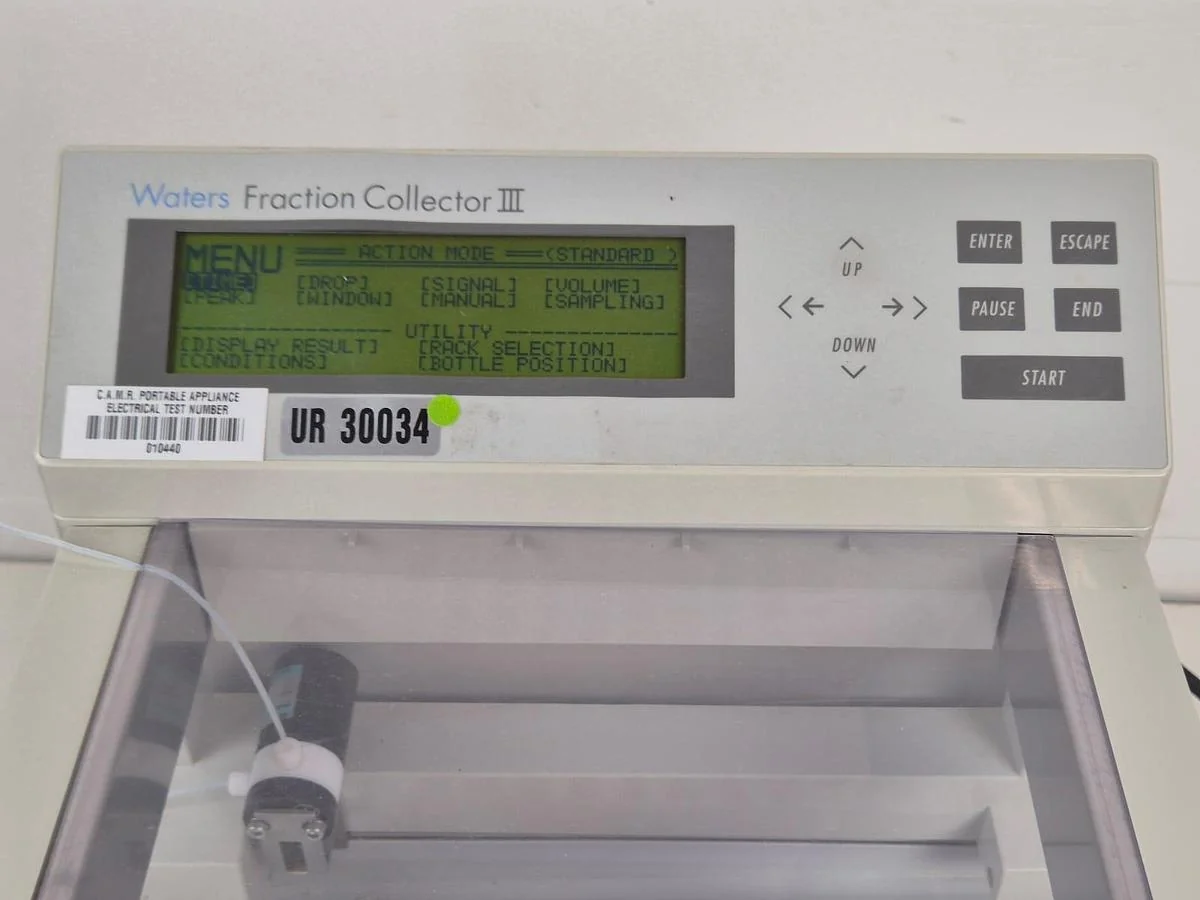 Waters Fraction Collector III
MENU ═══ ACTION MODE ═══(STANDARD )
[TIME] [DROP] [SIGNAL] [VOLUME]
[PEAK] [WINDOW] [MANUAL] [SAMPLING]
-------------------- UTILITY --------------------
[DISPLAY RESULT] [RACK SELECTION]
[CONDITIONS] [BOTTLE POSITION]
UP
< ← → >
DOWN
ENTER ESCAPE
PAUSE END
START
C.A.M.R. PORTABLE APPLIANCE
ELECTRICAL TEST NUMBER
010440
UR 30034